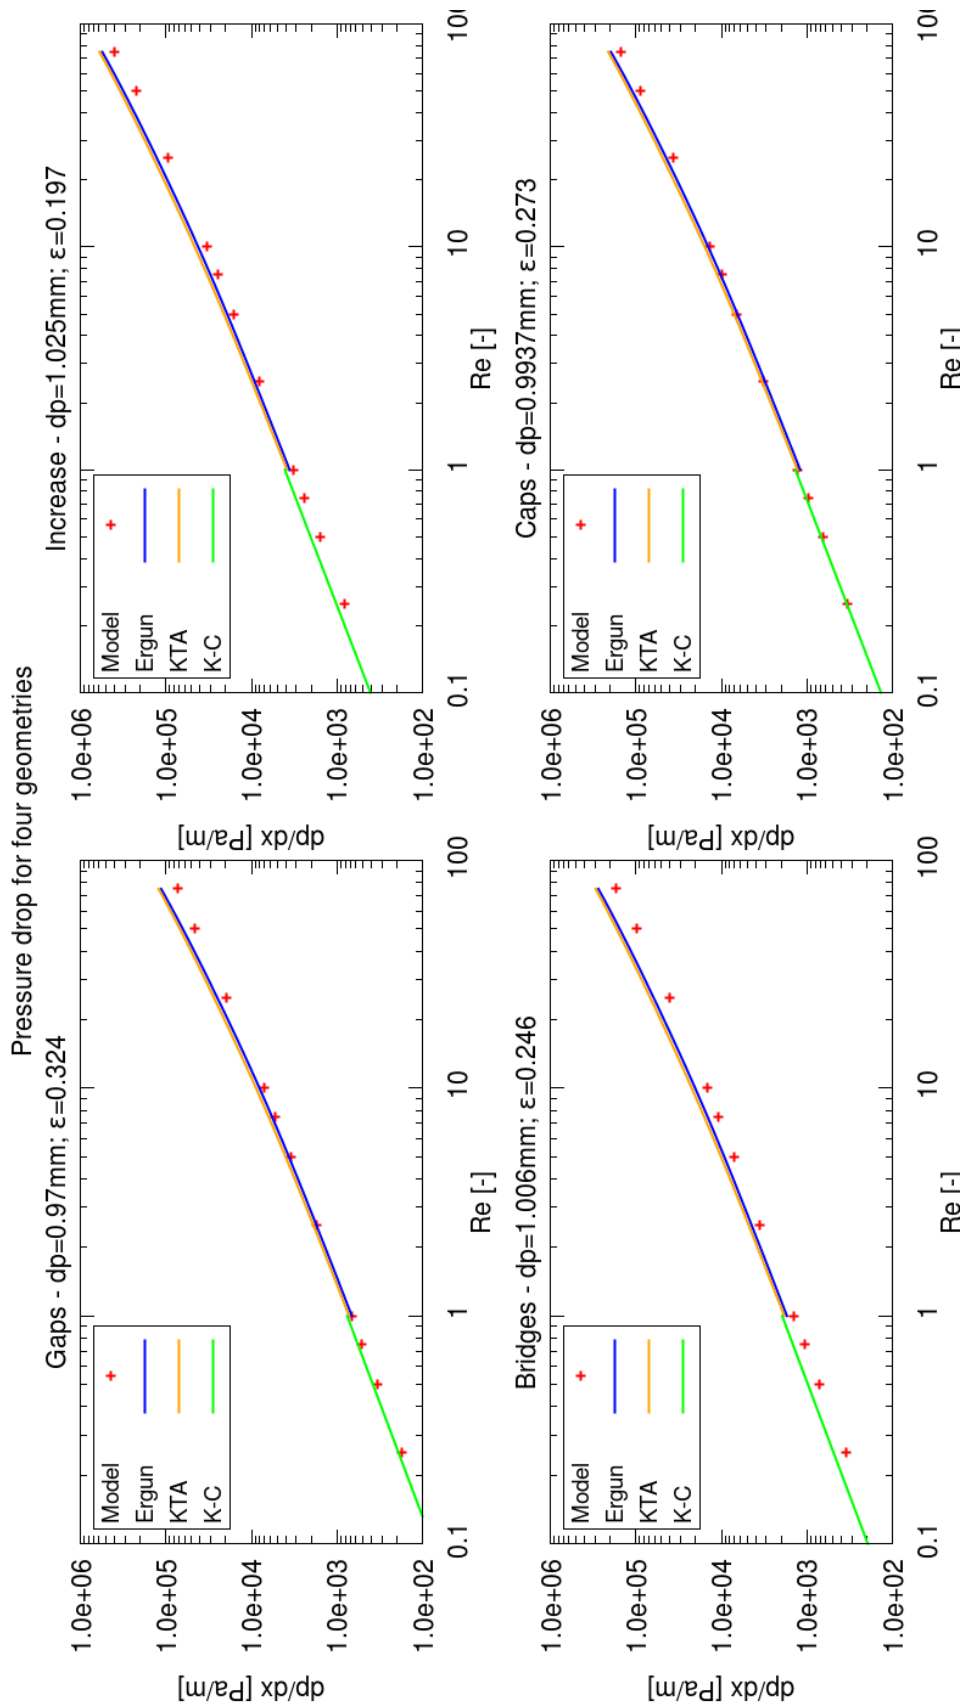 Pressure drop for four geometries
Gaps - dp=0.97mm; ε=0.324
dp/dx [Pa/m]
1.0e+06
1.0e+05
1.0e+04
1.0e+03
1.0e+02
Model
Ergun
KTA
K-C
0.1
1
10
100
Re [-]
Increase - dp=1.025mm; ε=0.197
dp/dx [Pa/m]
1.0e+06
1.0e+05
1.0e+04
1.0e+03
1.0e+02
Model
Ergun
KTA
K-C
0.1
1
10
100
Re [-]
Bridges - dp=1.006mm; ε=0.246
dp/dx [Pa/m]
1.0e+06
1.0e+05
1.0e+04
1.0e+03
1.0e+02
Model
Ergun
KTA
K-C
0.1
1
10
100
Re [-]
Caps - dp=0.9937mm; ε=0.273
dp/dx [Pa/m]
1.0e+06
1.0e+05
1.0e+04
1.0e+03
1.0e+02
Model
Ergun
KTA
K-C
0.1
1
10
100
Re [-]